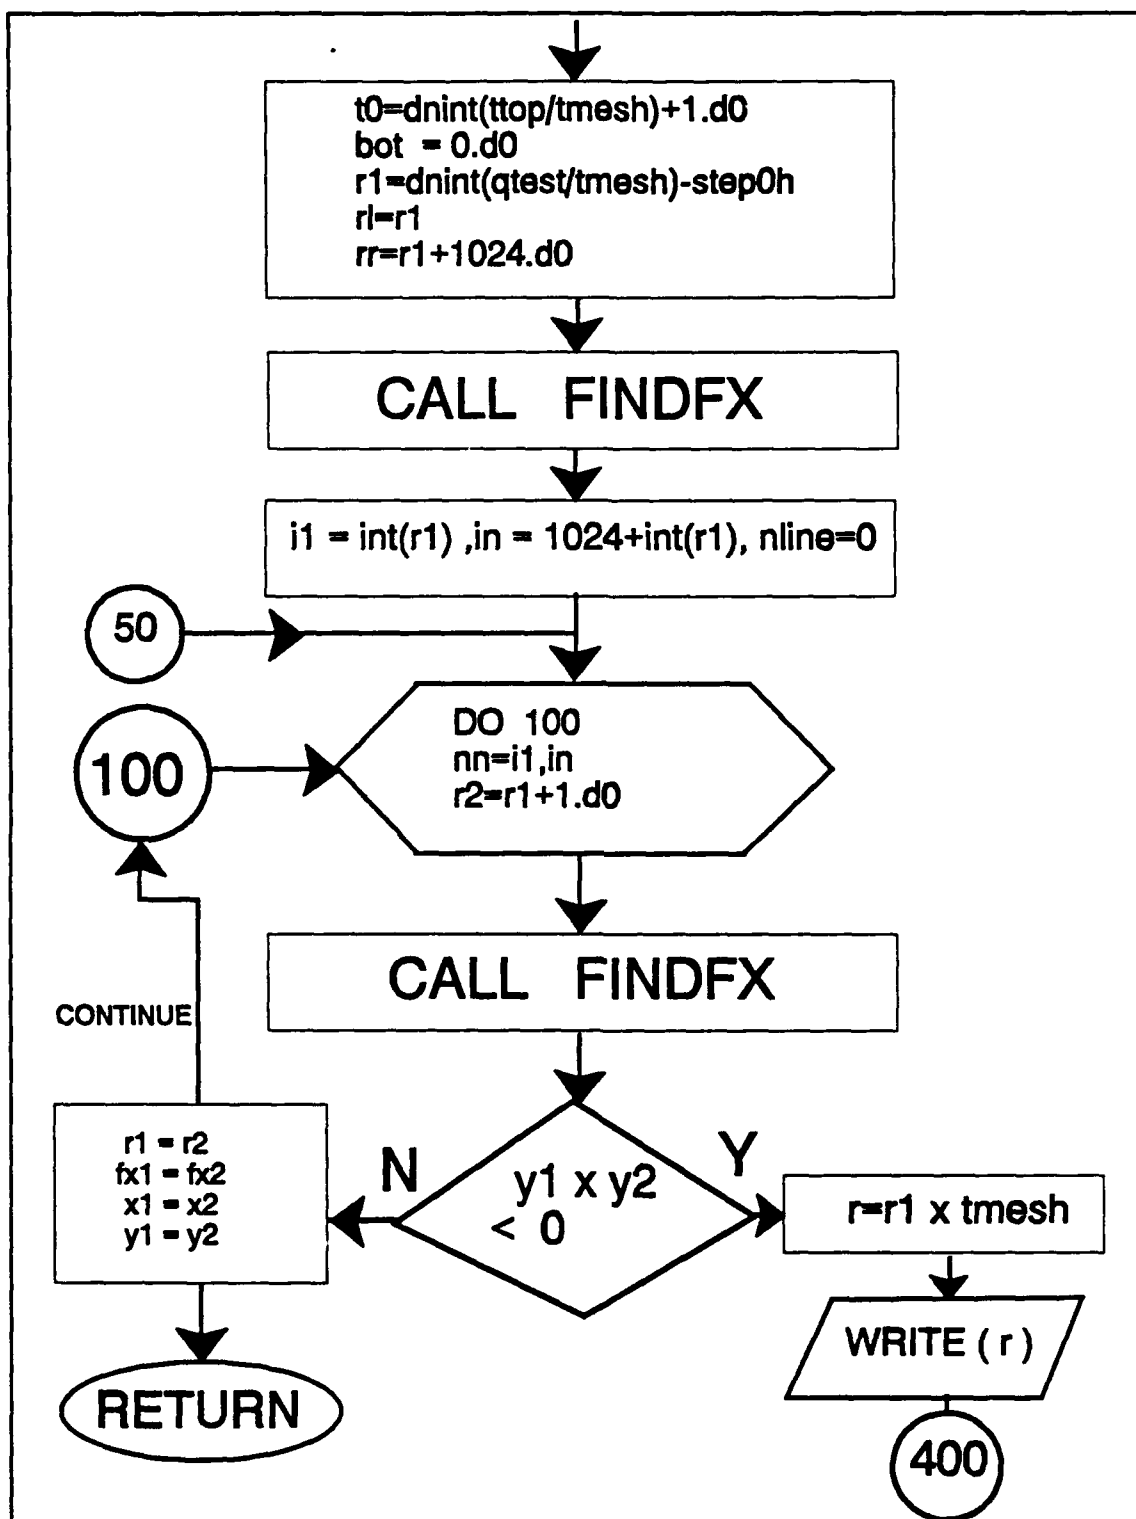 t0=dnint(ttop/tmesh)+1.d0
bot = 0.d0
r1=dnint(qtest/tmesh)-step0h
rl=r1
rr=r1+1024.d0
CALL FINDFX
i1 = int(r1) ,in = 1024+int(r1), nline=0
50
DO 100
nn=i1,in
r2=r1+1.d0
100
CALL FINDFX
CONTINUE
r1 = r2
fx1 = fx2
x1 = x2
y1 = y2
N
y1 x y2
< 0
Y
r=r1 x tmesh
WRITE ( r )
RETURN
400